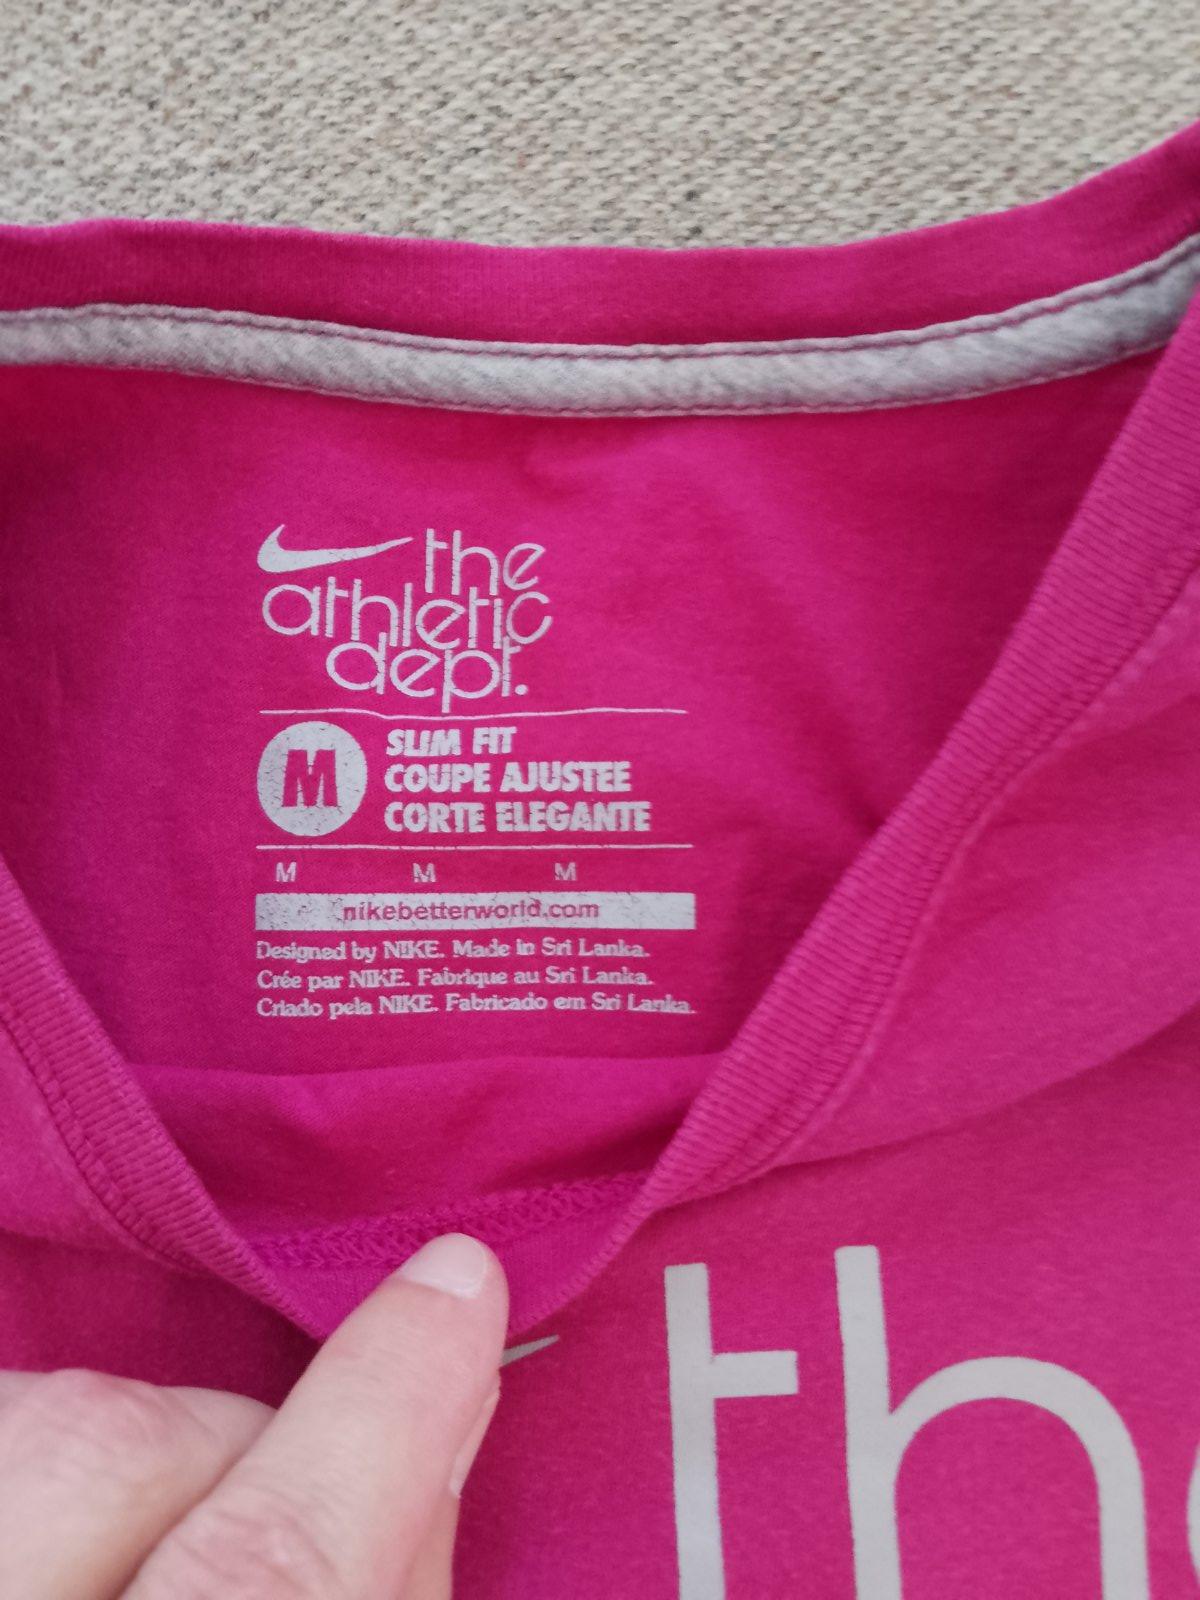 the
athletic
dept.
M
SLIM FIT
COUPE AJUSTEE
CORTE ELEGANTE
M M M
nikebetterworld.com
Designed by NIKE. Made in Sri Lanka.
Crée par NIKE. Fabrique au Sri Lanka.
Criado pela NIKE. Fabricado em Sri Lanka.
th